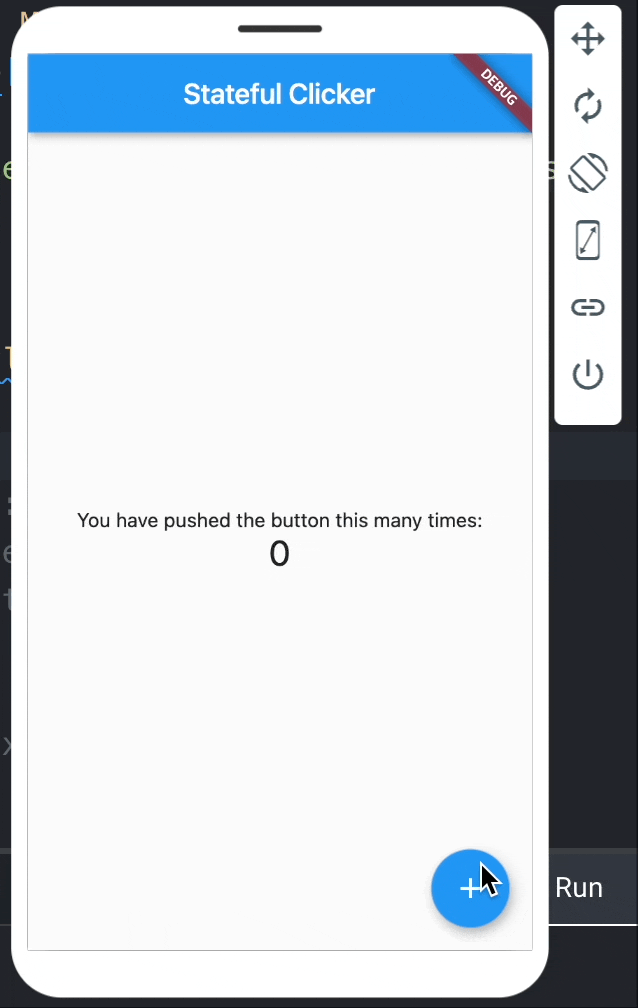 Stateful Clicker
DEBUG
You have pushed the button this many times:
0
Run